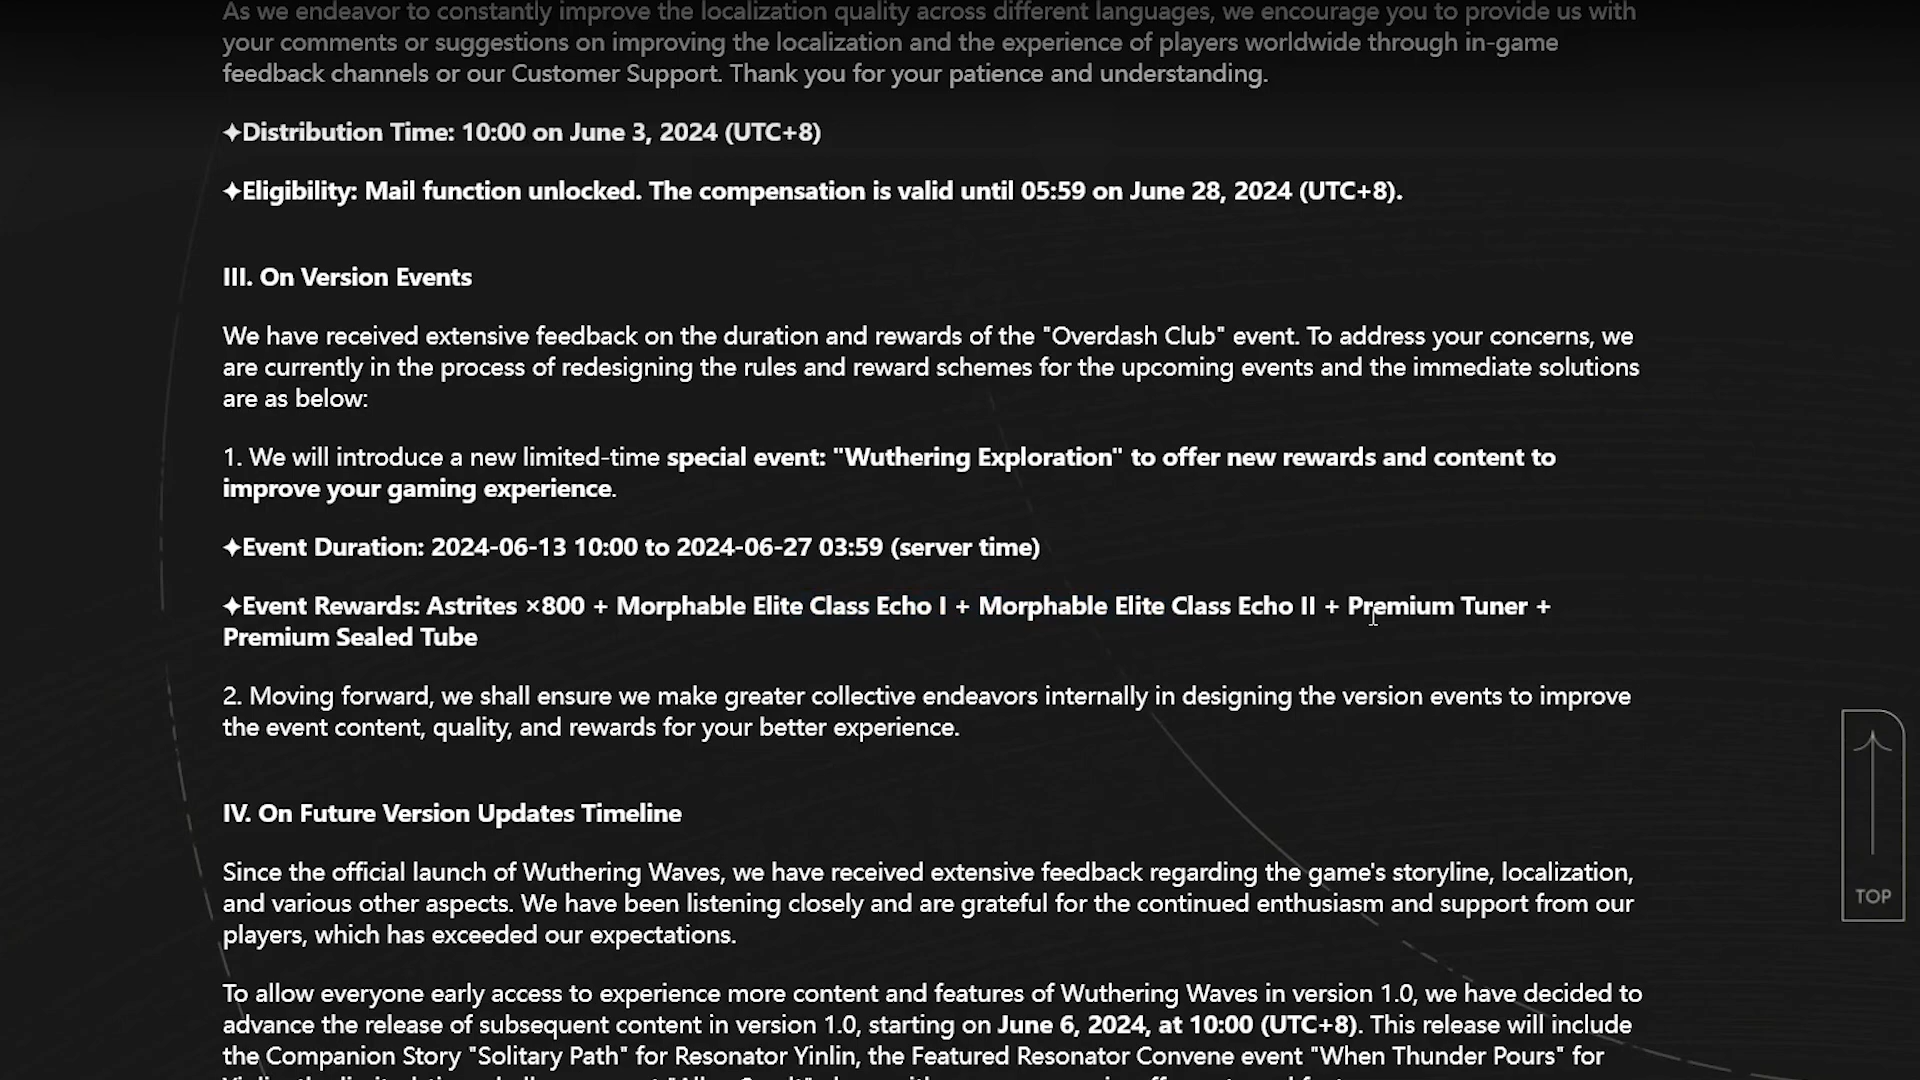 As we endeavor to constantly improve the localization quality across different languages, we encourage you to provide us with
your comments or suggestions on improving the localization and the experience of players worldwide through in-game
feedback channels or our Customer Support. Thank you for your patience and understanding.
✦Distribution Time: 10:00 on June 3, 2024 (UTC+8)
✦Eligibility: Mail function unlocked. The compensation is valid until 05:59 on June 28, 2024 (UTC+8).
III. On Version Events
We have received extensive feedback on the duration and rewards of the "Overdash Club" event. To address your concerns, we
are currently in the process of redesigning the rules and reward schemes for the upcoming events and the immediate solutions
are as below:
1. We will introduce a new limited-time special event: "Wuthering Exploration" to offer new rewards and content to
improve your gaming experience.
✦Event Duration: 2024-06-13 10:00 to 2024-06-27 03:59 (server time)
✦Event Rewards: Astrites ×800 + Morphable Elite Class Echo I + Morphable Elite Class Echo II + Premium Tuner +
Premium Sealed Tube
2. Moving forward, we shall ensure we make greater collective endeavors internally in designing the version events to improve
the event content, quality, and rewards for your better experience.
IV. On Future Version Updates Timeline
Since the official launch of Wuthering Waves, we have received extensive feedback regarding the game's storyline, localization,
and various other aspects. We have been listening closely and are grateful for the continued enthusiasm and support from our
players, which has exceeded our expectations.
TOP
To allow everyone early access to experience more content and features of Wuthering Waves in version 1.0, we have decided to
advance the release of subsequent content in version 1.0, starting on June 6, 2024, at 10:00 (UTC+8). This release will include
the Companion Story "Solitary Path" for Resonator Yinlin, the Featured Resonator Convene event "When Thunder Pours" for